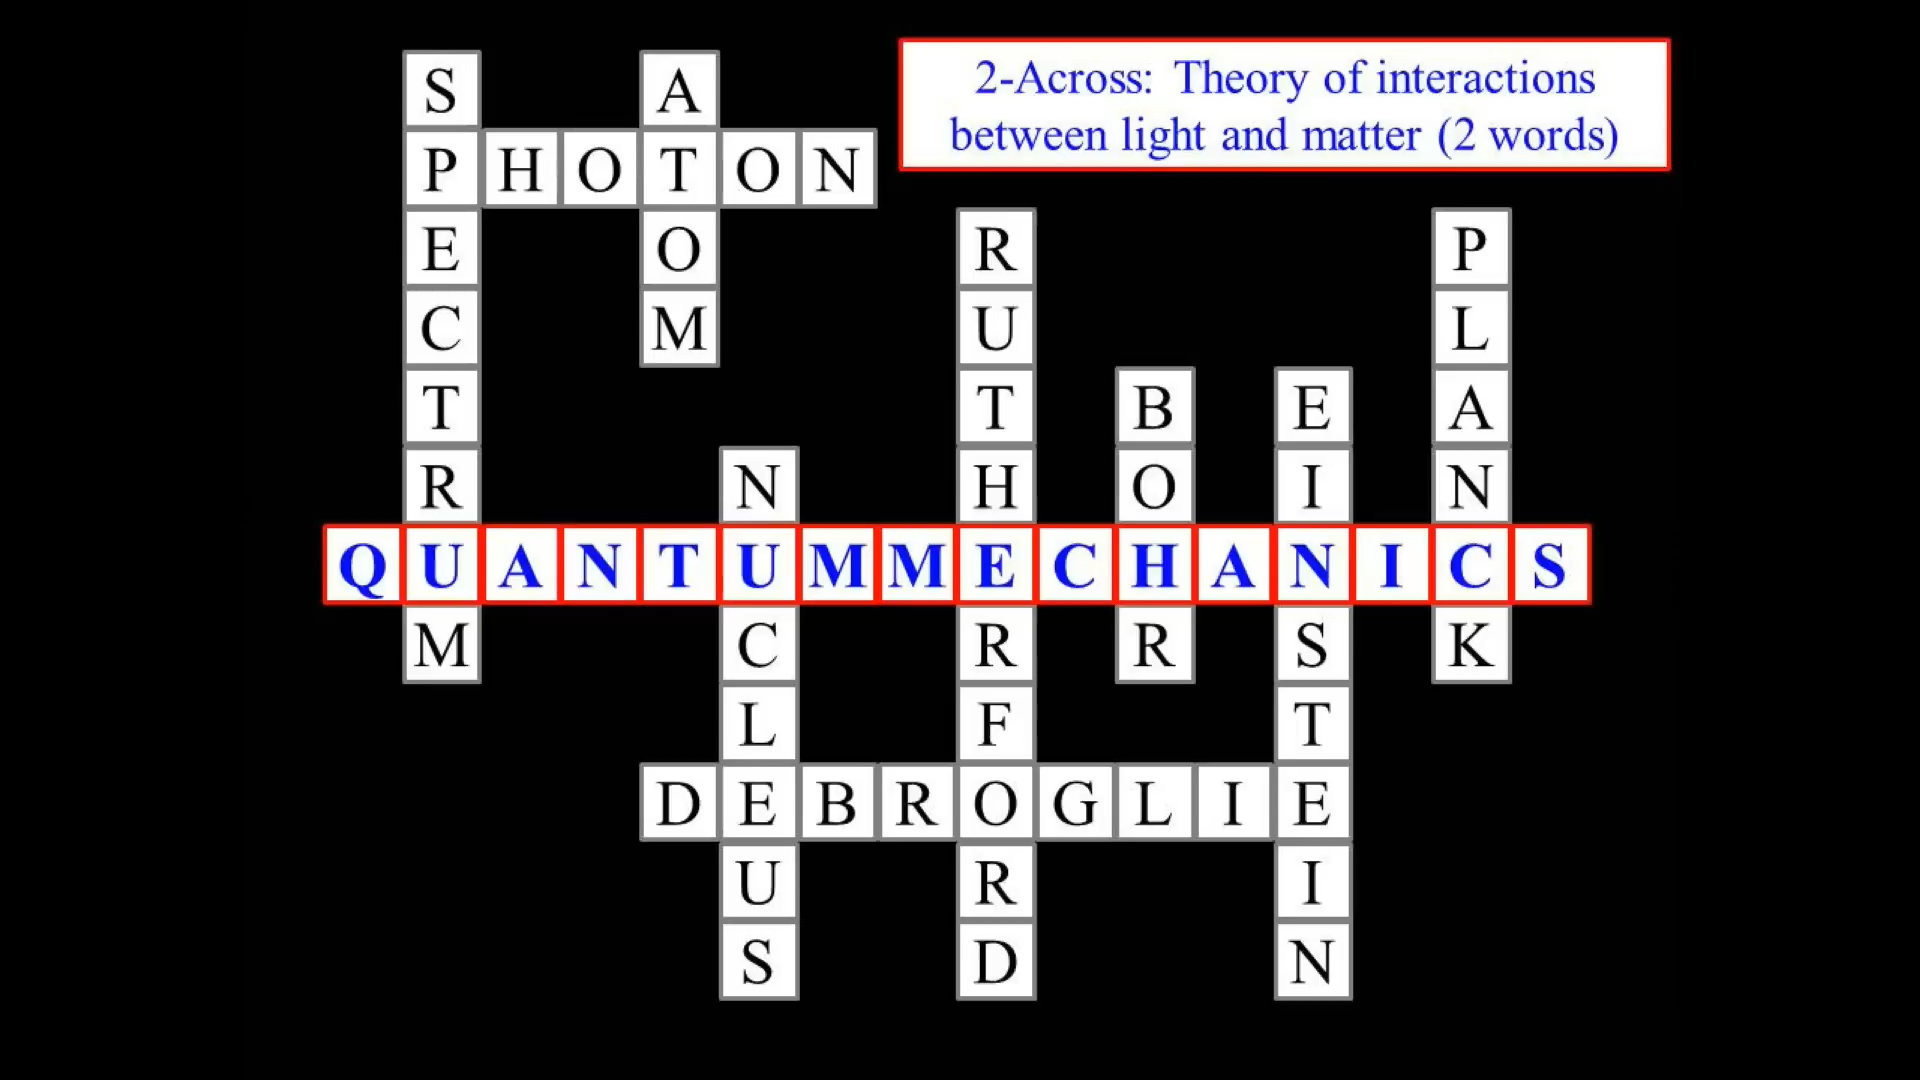 2-Across: Theory of interactions
between light and matter (2 words)
SPECTRUM
ATOM
PHOTON
RUTHERFORD
PLANCK
BOHR
EINSTEIN
NUCLEUS
QUANTUMMECHANICS
DEBROGLIE